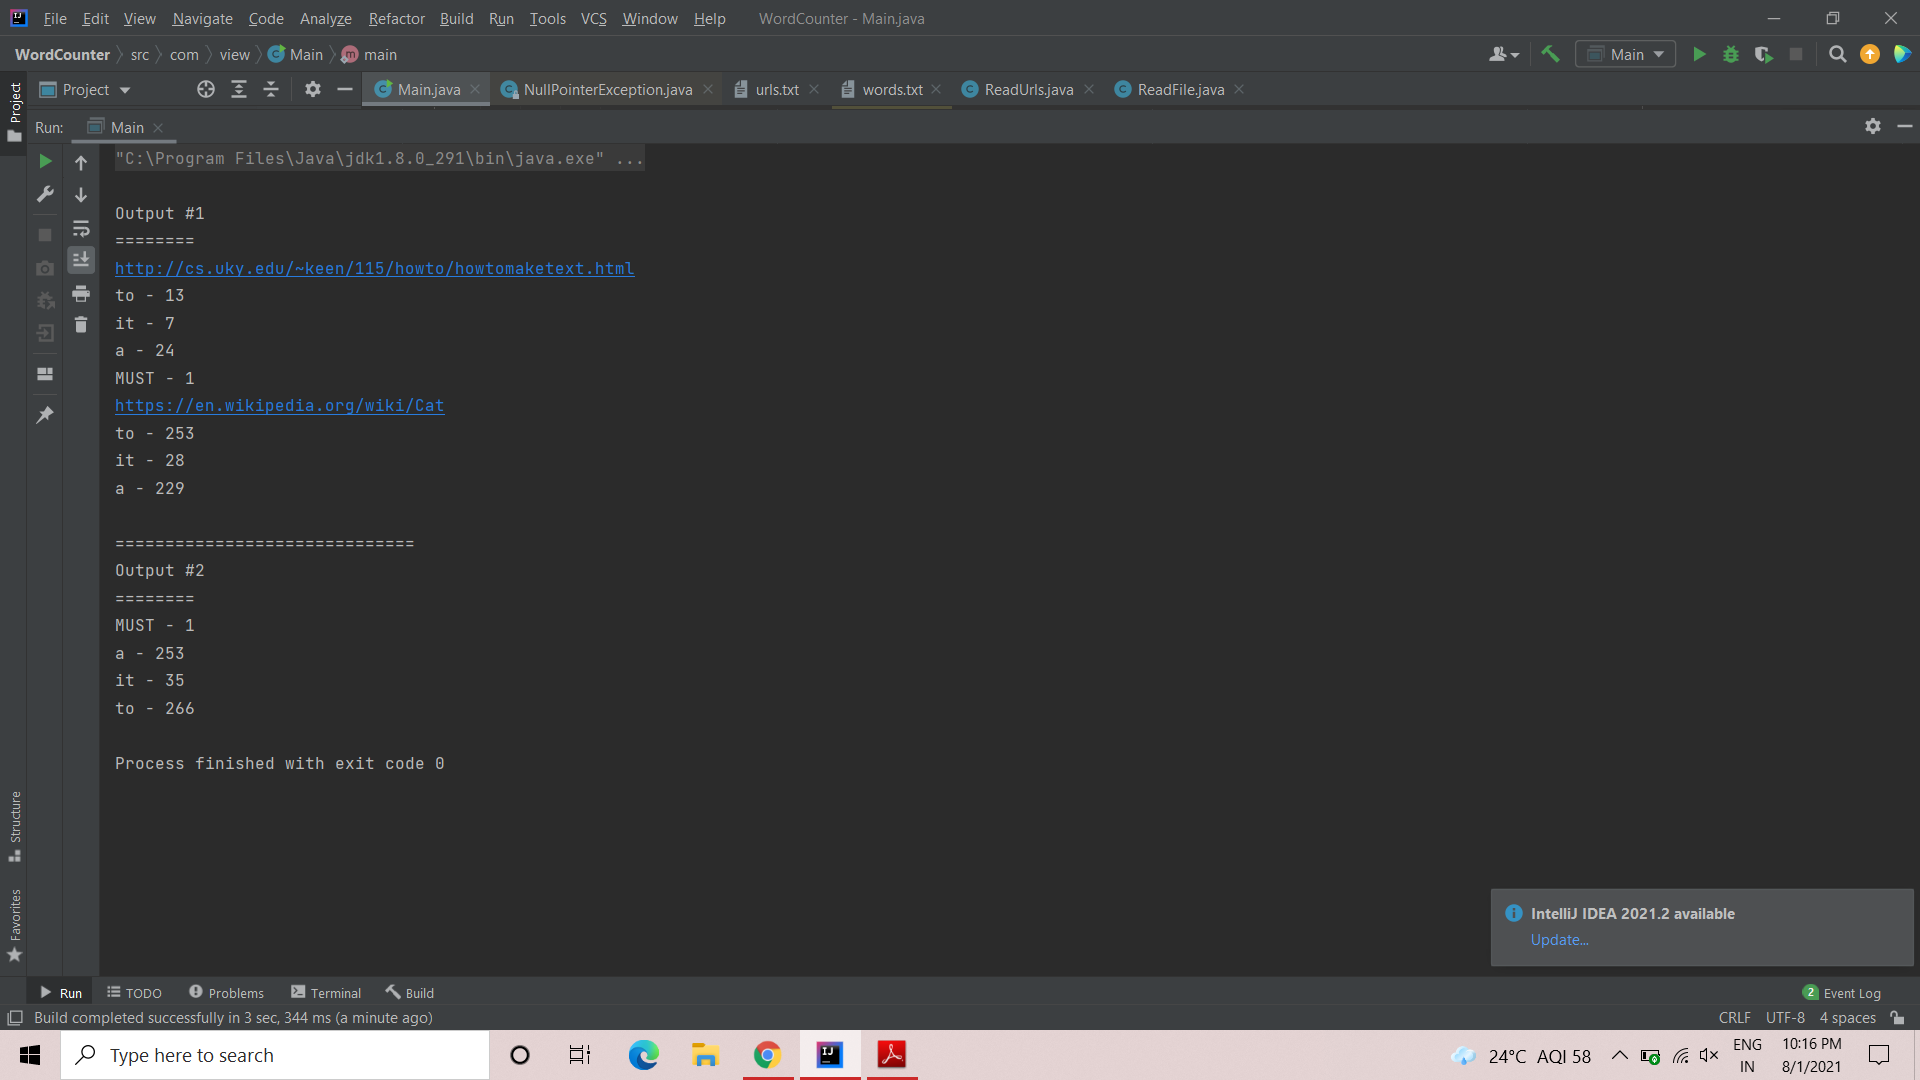 File Edit View Navigate Code Analyze Refactor Build Run Tools VCS Window Help WordCounter - Main.java
WordCounter src com view Main main
Main
Project
Project Main.java NullPointerException.java urls.txt words.txt ReadUrls.java ReadFile.java
Run: Main
"C:\Program Files\Java\jdk1.8.0_291\bin\java.exe" ...
Output #1
========
http://cs.uky.edu/~keen/115/howto/howtomaketext.html
to - 13
it - 7
a - 24
MUST - 1
https://en.wikipedia.org/wiki/Cat
to - 253
it - 28
a - 229
==============================
Output #2
========
MUST - 1
a - 253
it - 35
to - 266
Process finished with exit code 0
Structure
Favorites
IntelliJ IDEA 2021.2 available
Update...
Run TODO Problems Terminal Build 2 Event Log
Build completed successfully in 3 sec, 344 ms (a minute ago) CRLF UTF-8 4 spaces
Type here to search
24°C AQI 58
ENG
IN
10:16 PM
8/1/2021